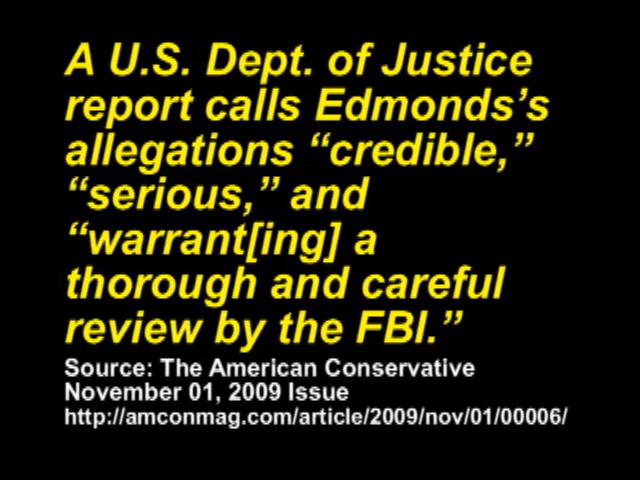 A U.S. Dept. of Justice
report calls Edmonds’s
allegations “credible,”
“serious,” and
“warrant[ing] a
thorough and careful
review by the FBI.”
Source: The American Conservative
November 01, 2009 Issue
http://amconmag.com/article/2009/nov/01/00006/